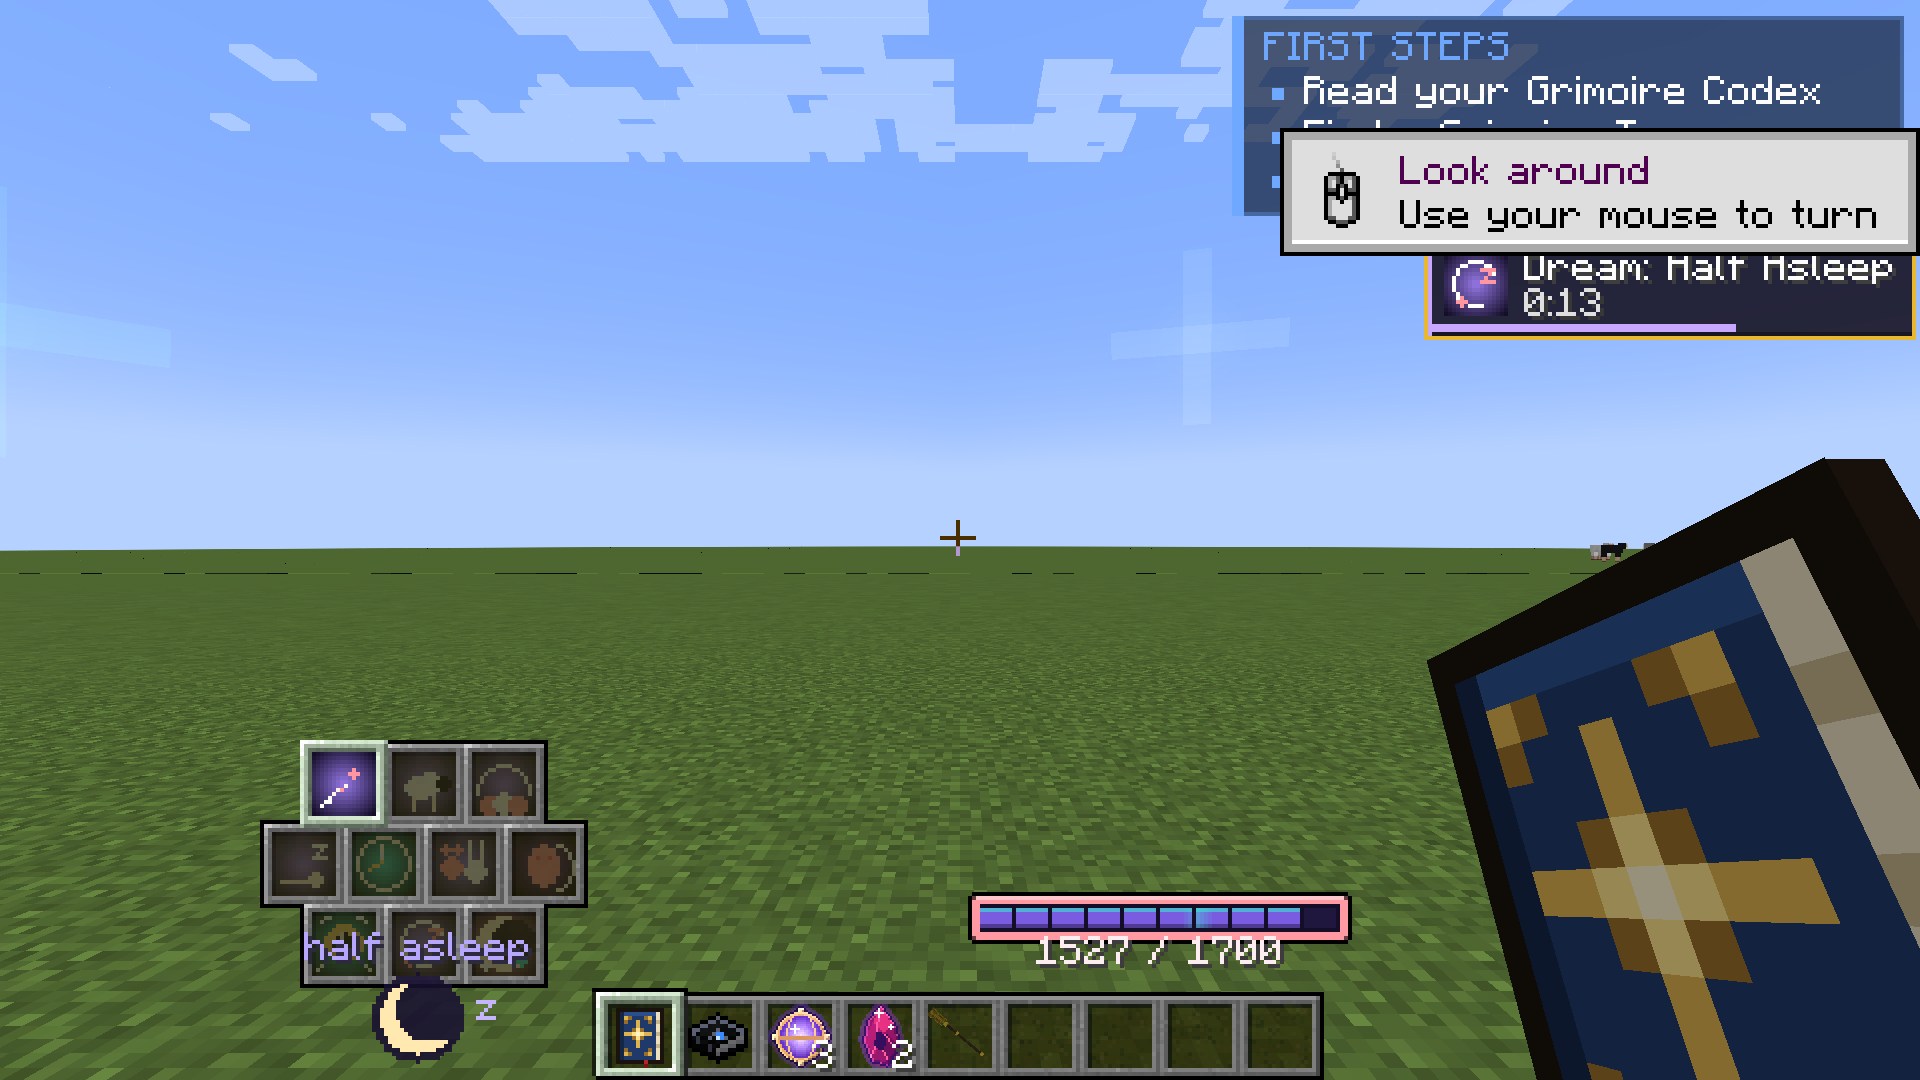 FIRST STEPS
Read your Grimoire Codex
Look around
Use your mouse to turn
Dream: Half Asleep
0:13
z
half asleep
z
1527 / 1700
3
2